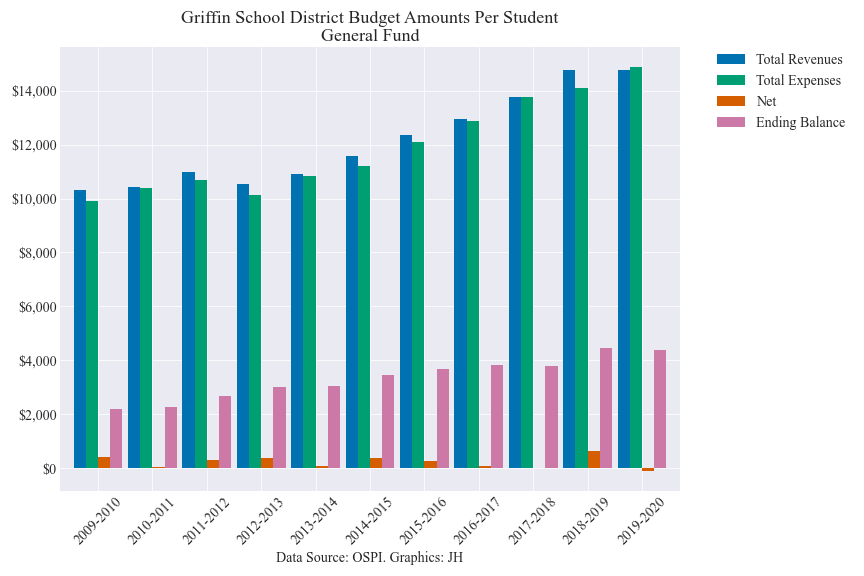 Griffin School District Budget Amounts Per Student
General Fund
Total Revenues
Total Expenses
Net
Ending Balance
$14,000
$12,000
$10,000
$8,000
$6,000
$4,000
$2,000
$0
2009-2010
2010-2011
2011-2012
2012-2013
2013-2014
2014-2015
2015-2016
2016-2017
2017-2018
2018-2019
2019-2020
Data Source: OSPI. Graphics: JH